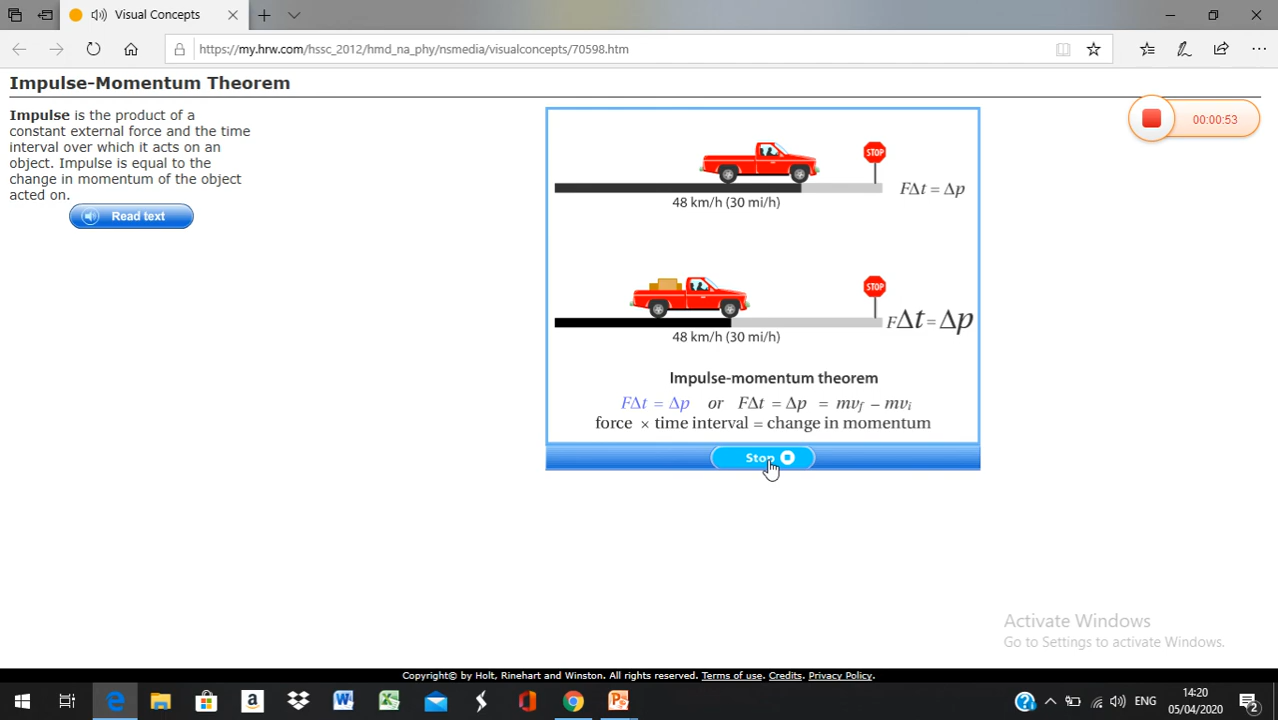 Visual Concepts
https://my.hrw.com/hssc_2012/hmd_na_phy/nsmedia/visualconcepts/70598.htm
Impulse-Momentum Theorem
Impulse is the product of a
constant external force and the time
interval over which it acts on an
object. Impulse is equal to the
change in momentum of the object
acted on.
Read text
00:00:53
STOP
FΔt = Δp
48 km/h (30 mi/h)
STOP
FΔt = Δp
48 km/h (30 mi/h)
Impulse-momentum theorem
FΔt = Δp or FΔt = Δp = mvf – mvi
force × time interval = change in momentum
Stop
Activate Windows
Go to Settings to activate Windows.
Copyright© by Holt, Rinehart and Winston. All rights reserved. Terms of use. Credits. Privacy Policy.
ENG
14:20
05/04/2020
2